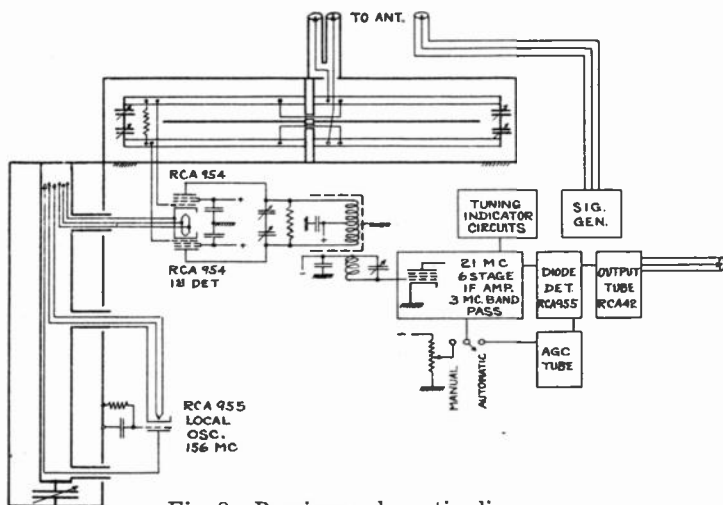 TO ANT.
RCA 954
RCA 954
1st DET
TUNING
INDICATOR
CIRCUITS
SIG.
GEN.
21 MC
6 STAGE
IF AMP.
3 MC. BAND
PASS
DIODE
DET.
RCA955
OUTPUT
TUBE
RCA42
MANUAL
AUTOMATIC
AGC
TUBE
RCA 955
LOCAL
OSC.
156 MC